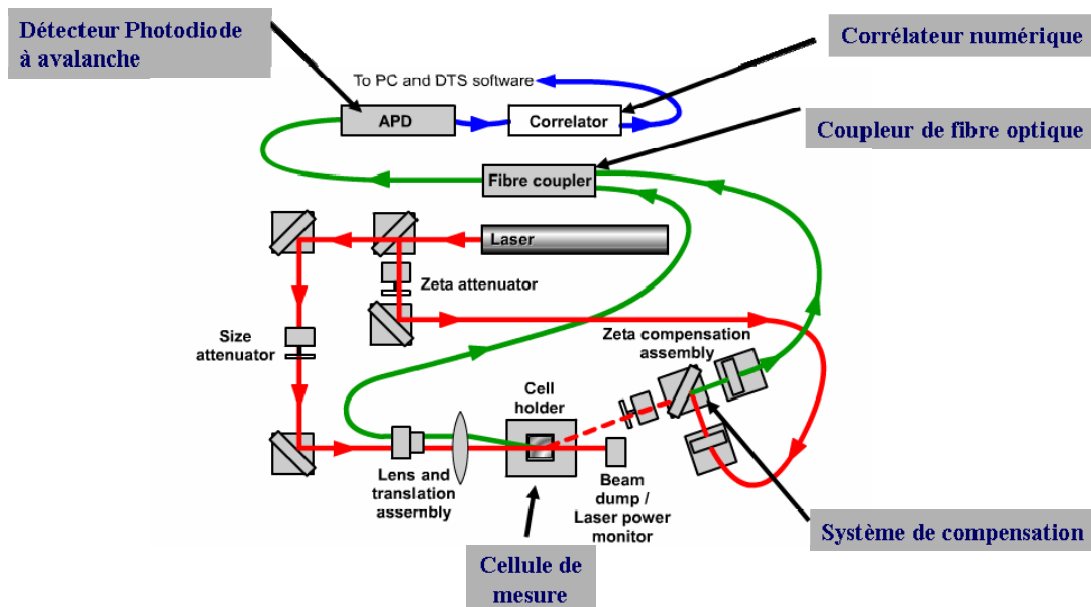 Détecteur Photodiode
à avalanche
Corrélateur numérique
To PC and DTS software
APD
Correlator
Coupleur de fibre optique
Fibre coupler
Laser
Zeta attenuator
Size
attenuator
Zeta compensation
assembly
Cell
holder
Lens and
translation
assembly
Beam
dump /
Laser power
monitor
Système de compensation
Cellule de
mesure